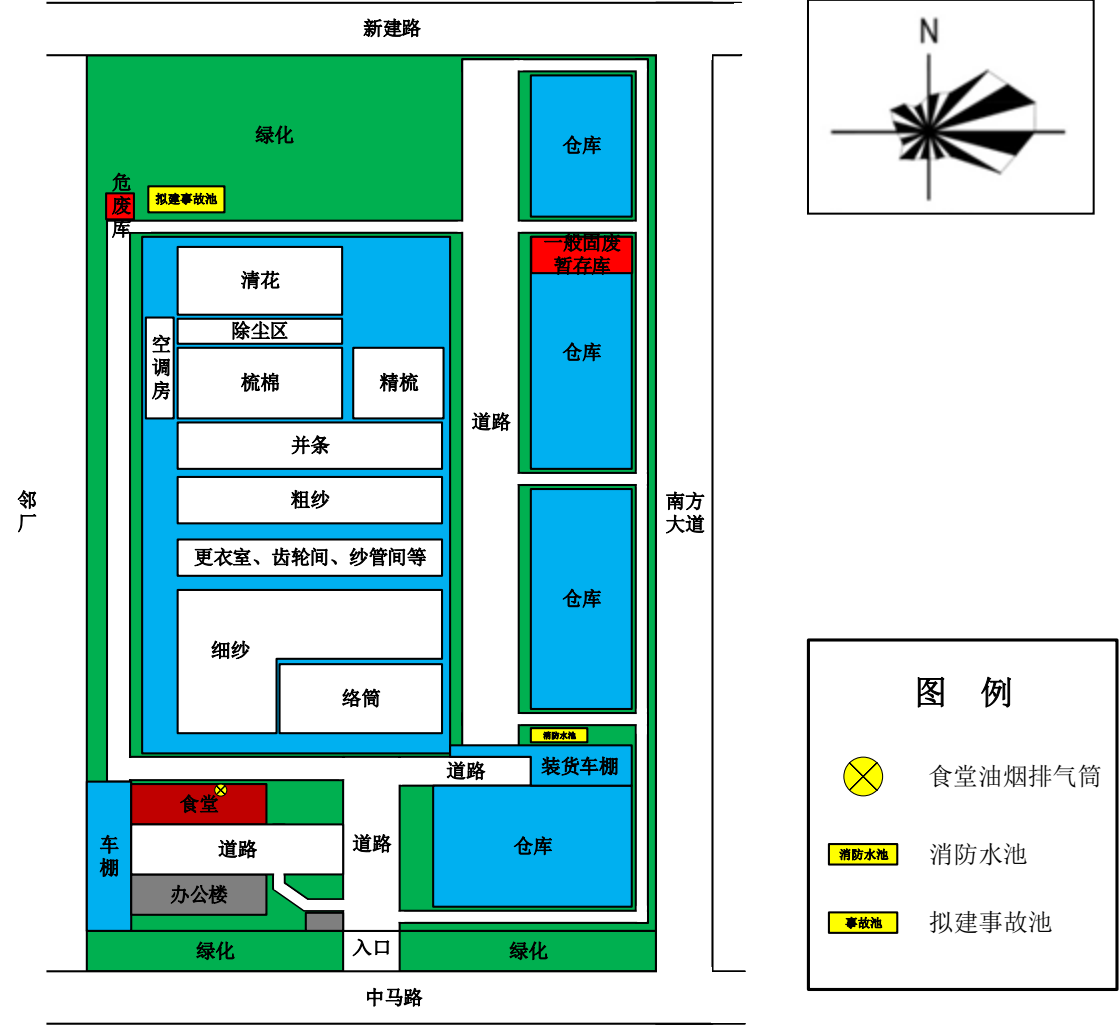 新建路
N
绿化
仓库
危
废
库
拟建事故池
一般固废
暂存库
清花
除尘区
空
调
房
梳棉
精梳
仓库
道路
并条
粗纱
邻
厂
南方
大道
更衣室、齿轮间、纱管间等
仓库
细纱
络筒
图 例
消防水池
道路
装货车棚
食堂油烟排气筒
食堂
车
棚
道路
道路
仓库
消防水池
消防水池
办公楼
事故池
拟建事故池
绿化
入口
绿化
中马路